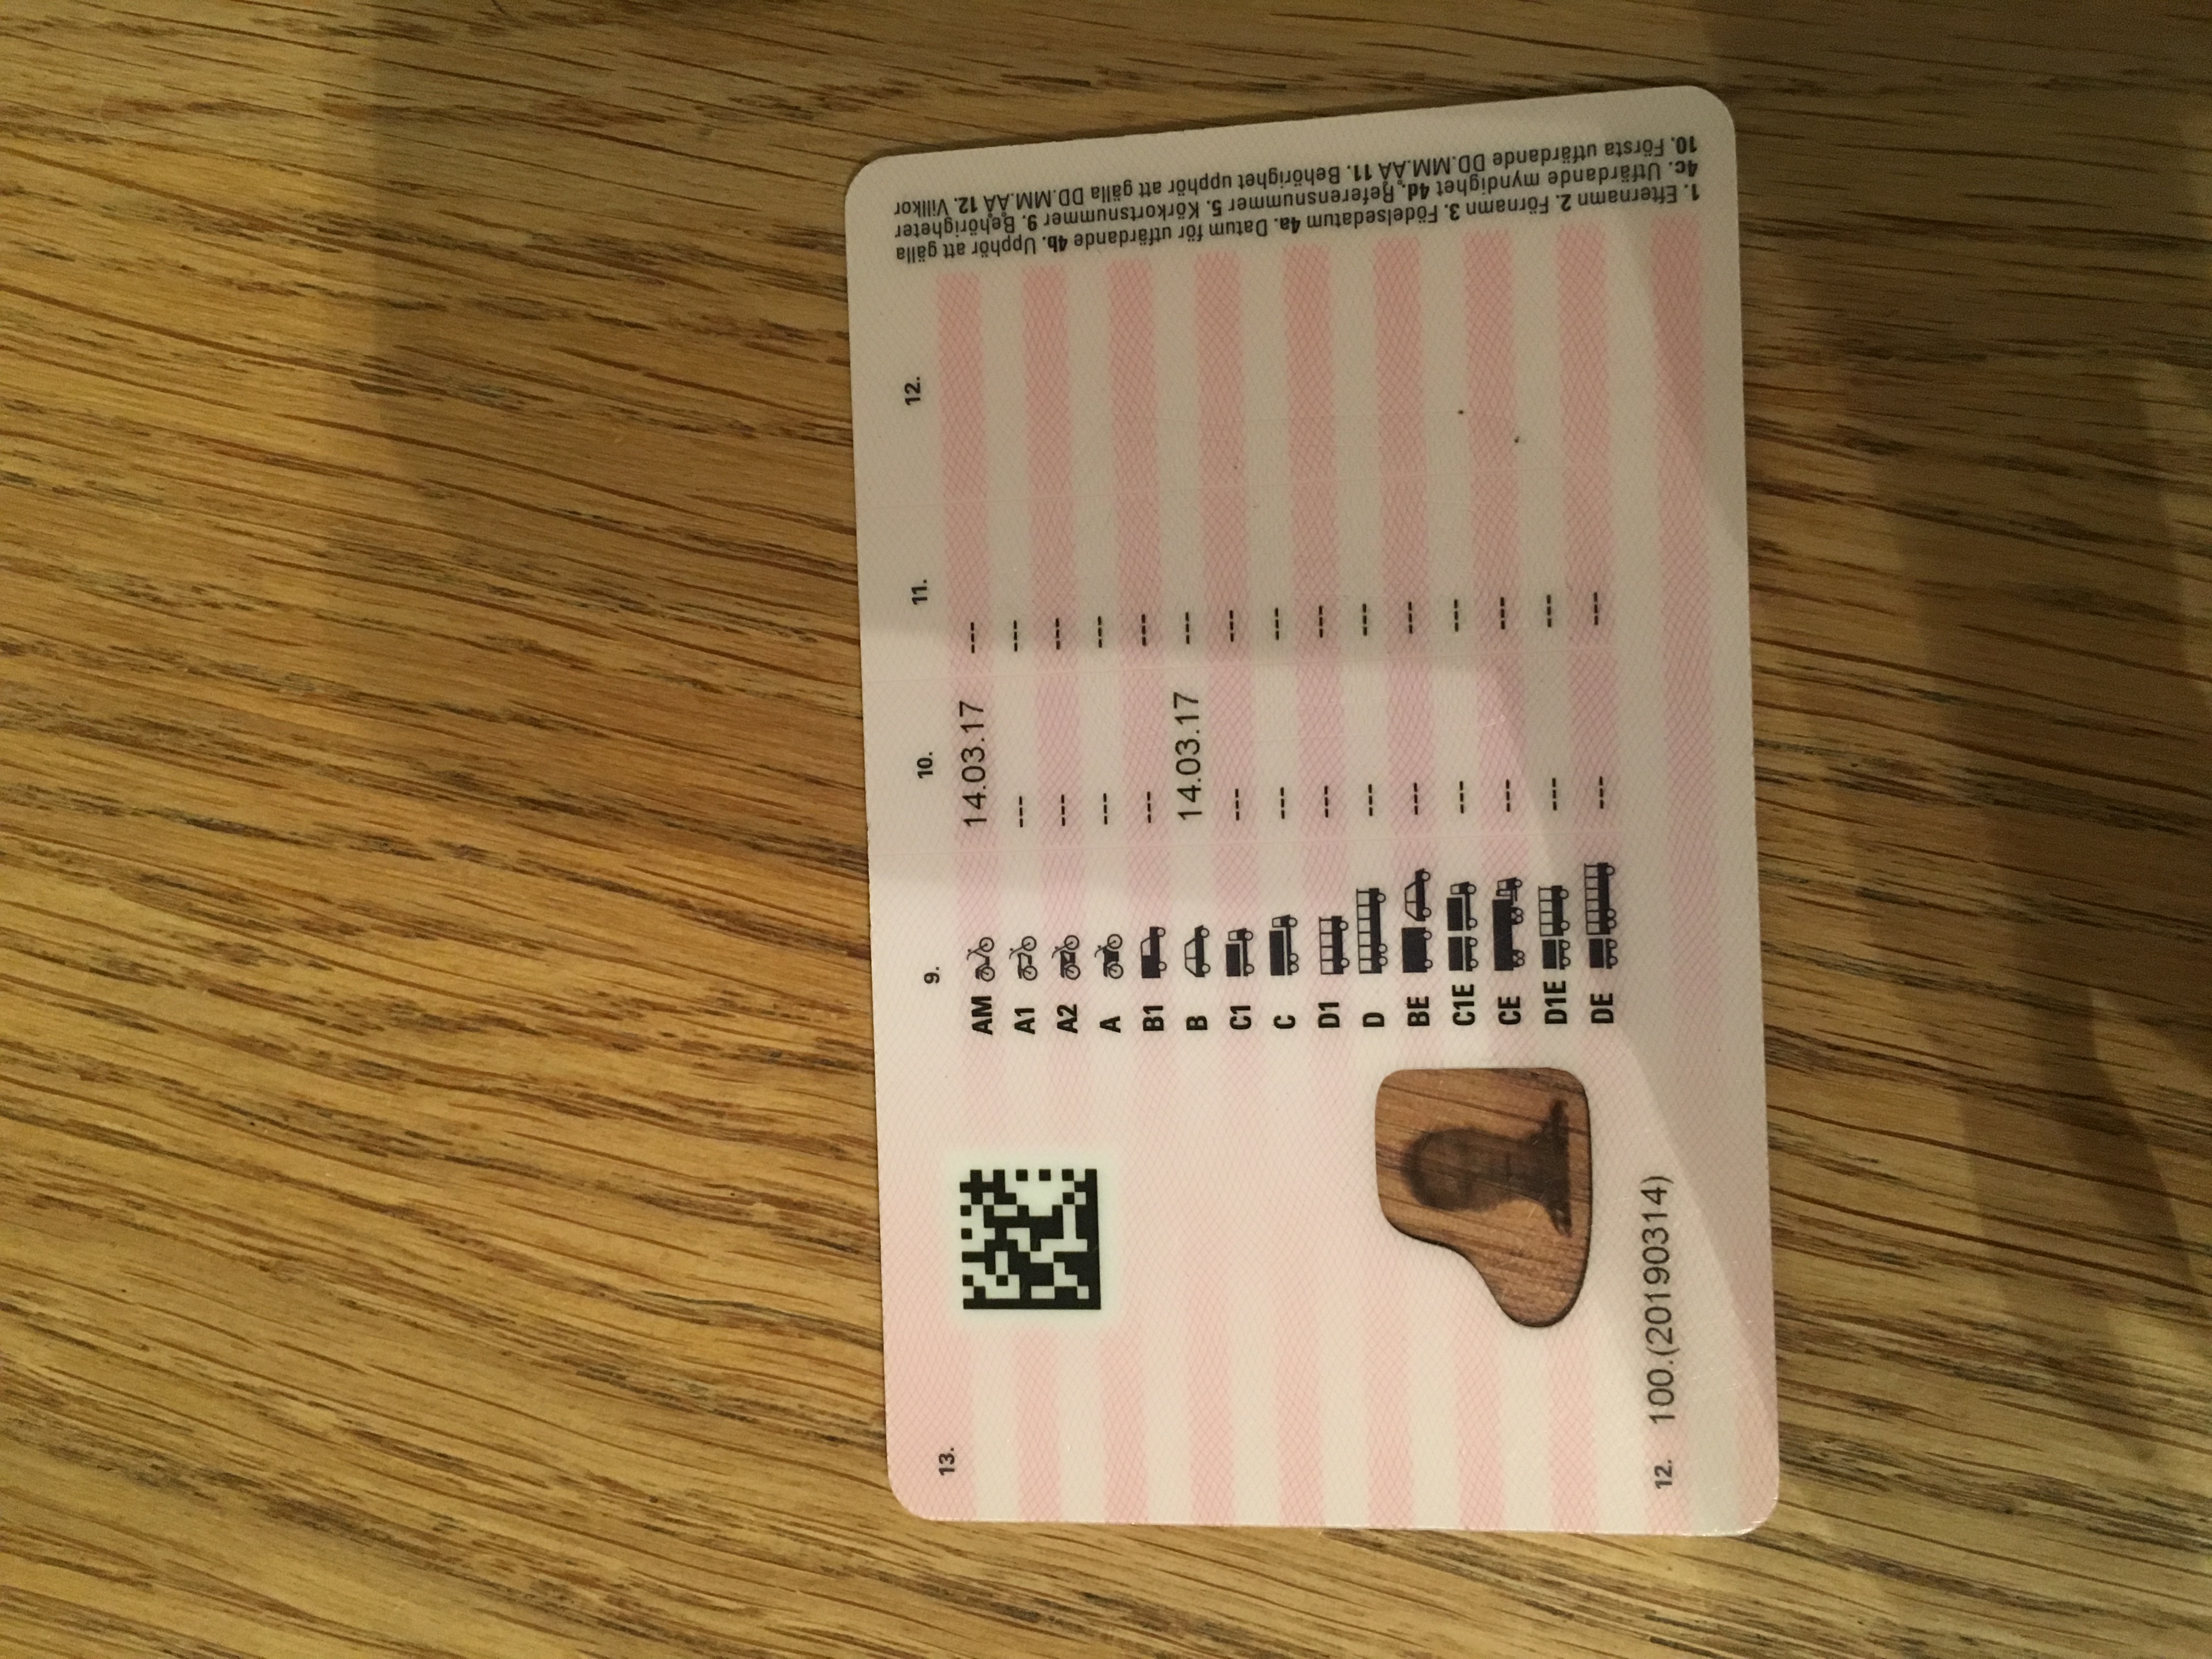 13. 9. 10. 11. 12.
AM 14.03.17 ---
A1 --- ---
A2 --- ---
A --- ---
B1 --- ---
B 14.03.17 ---
C1 --- ---
C --- ---
D1 --- ---
D --- ---
BE --- ---
C1E --- ---
CE --- ---
D1E --- ---
DE --- ---
12. 100.(20190314)
1. Efternamn 2. Förnamn 3. Födelsedatum 4a. Datum för utfärdande 4b. Upphör att gälla
4c. Utfärdande myndighet 4d. Referensnummer 5. Körkortsnummer 9. Behörigheter
10. Första utfärdande DD.MM.ÅÅ 11. Behörighet upphör att gälla DD.MM.ÅÅ 12. Villkor